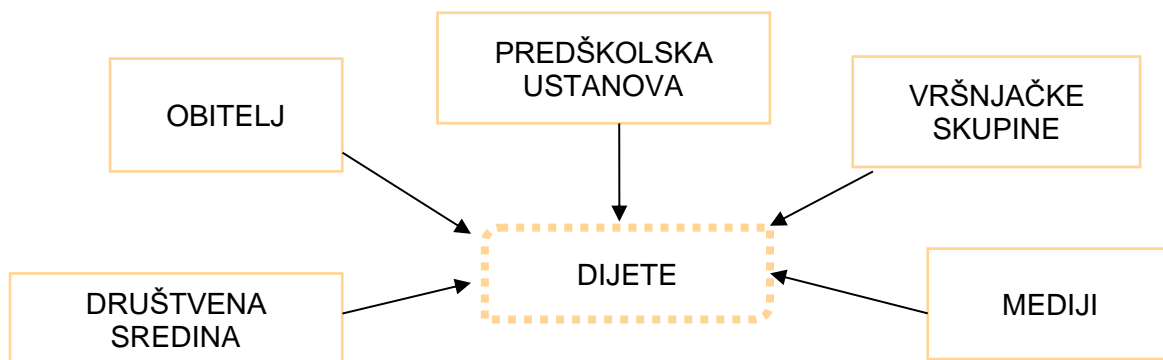 PREDŠKOLSKA
USTANOVA
OBITELJ
VRŠNJAČKE
SKUPINE
DIJETE
DRUŠTVENA
SREDINA
MEDIJI